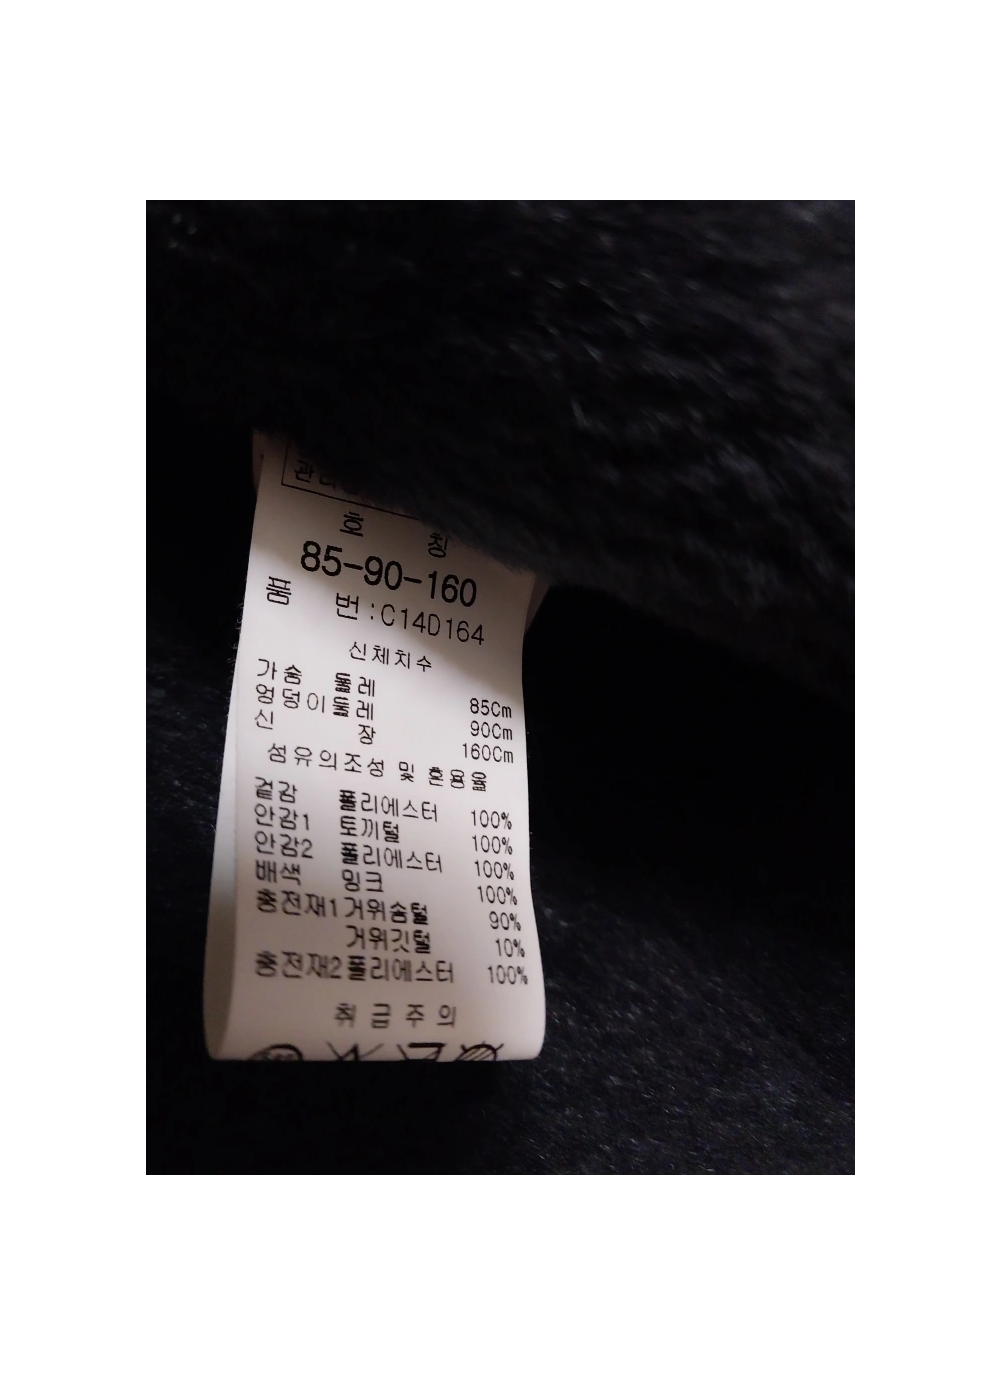 호 칭
85-90-160
품 번:C14D164
신체치수
가슴 둘레 85Cm
엉덩이둘레 90Cm
신 장 160Cm
섬유의조성 및 혼용율
겉감 폴리에스터 100%
안감1 토끼털 100%
안감2 폴리에스터 100%
배색 밍크 100%
충전재1 거위솜털 90%
거위깃털 10%
충전재2 폴리에스터 100%
취급주의